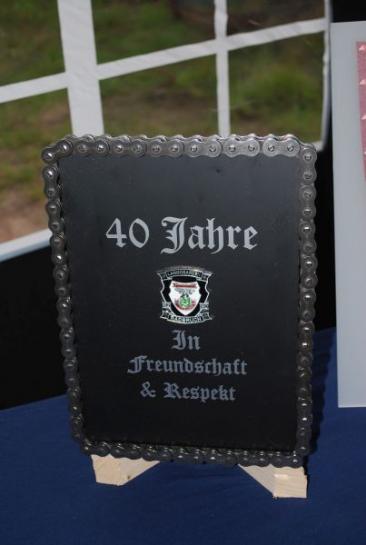 40 Jahre
In
Freundschaft
& Respekt